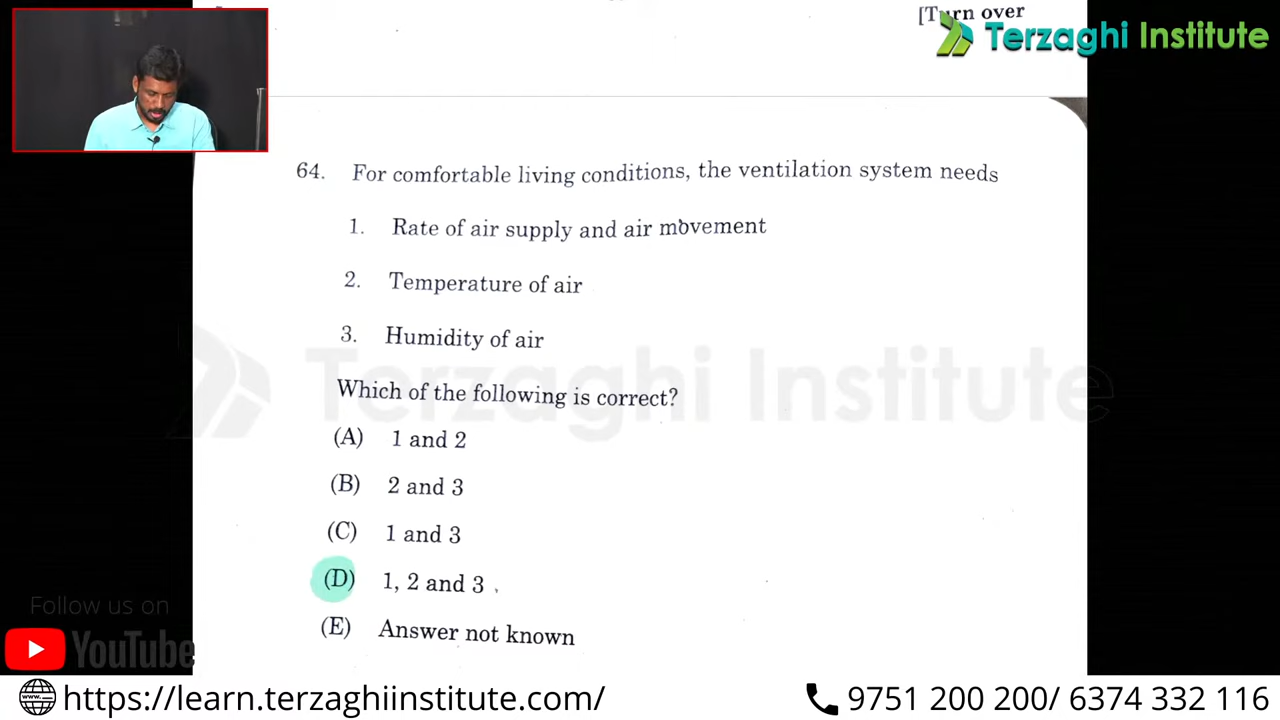 [Turn over
Terzaghi Institute
64. For comfortable living conditions, the ventilation system needs
1. Rate of air supply and air movement
2. Temperature of air
3. Humidity of air
Terzaghi Institute
Which of the following is correct?
(A) 1 and 2
(B) 2 and 3
(C) 1 and 3
(D) 1, 2 and 3
(E) Answer not known
Follow us on
YouTube
https://learn.terzaghiinstitute.com/
9751 200 200/ 6374 332 116